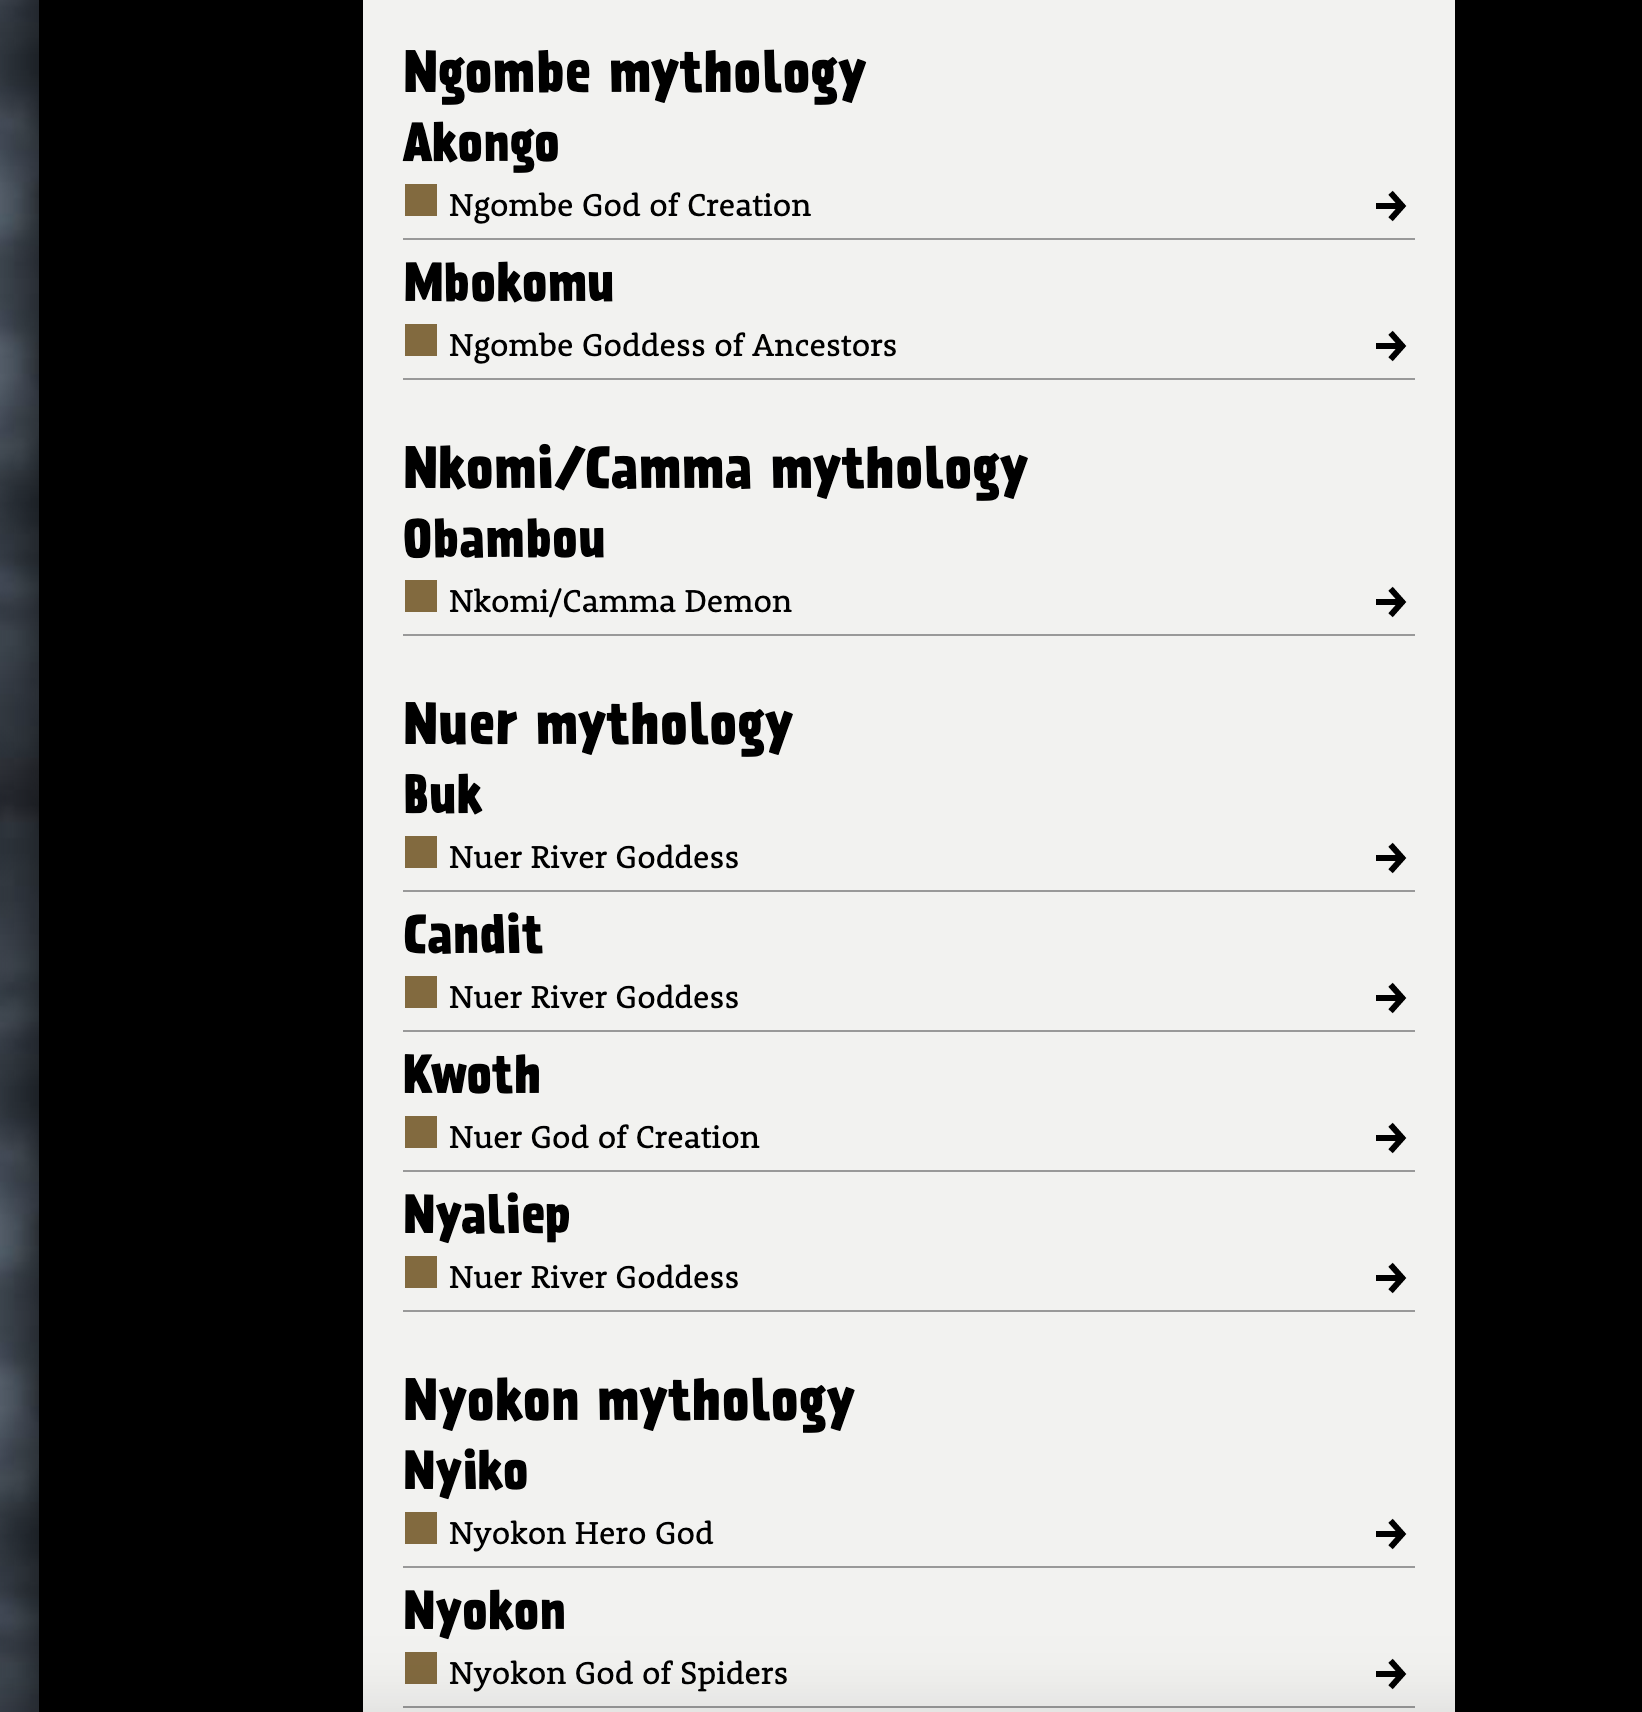 Ngombe mythology
Akongo
Ngombe God of Creation
Mbokomu
Ngombe Goddess of Ancestors
Nkomi/Camma mythology
Obambou
Nkomi/Camma Demon
Nuer mythology
Buk
Nuer River Goddess
Candit
Nuer River Goddess
Kwoth
Nuer God of Creation
Nyaliep
Nuer River Goddess
Nyokon mythology
Nyiko
Nyokon Hero God
Nyokon
Nyokon God of Spiders